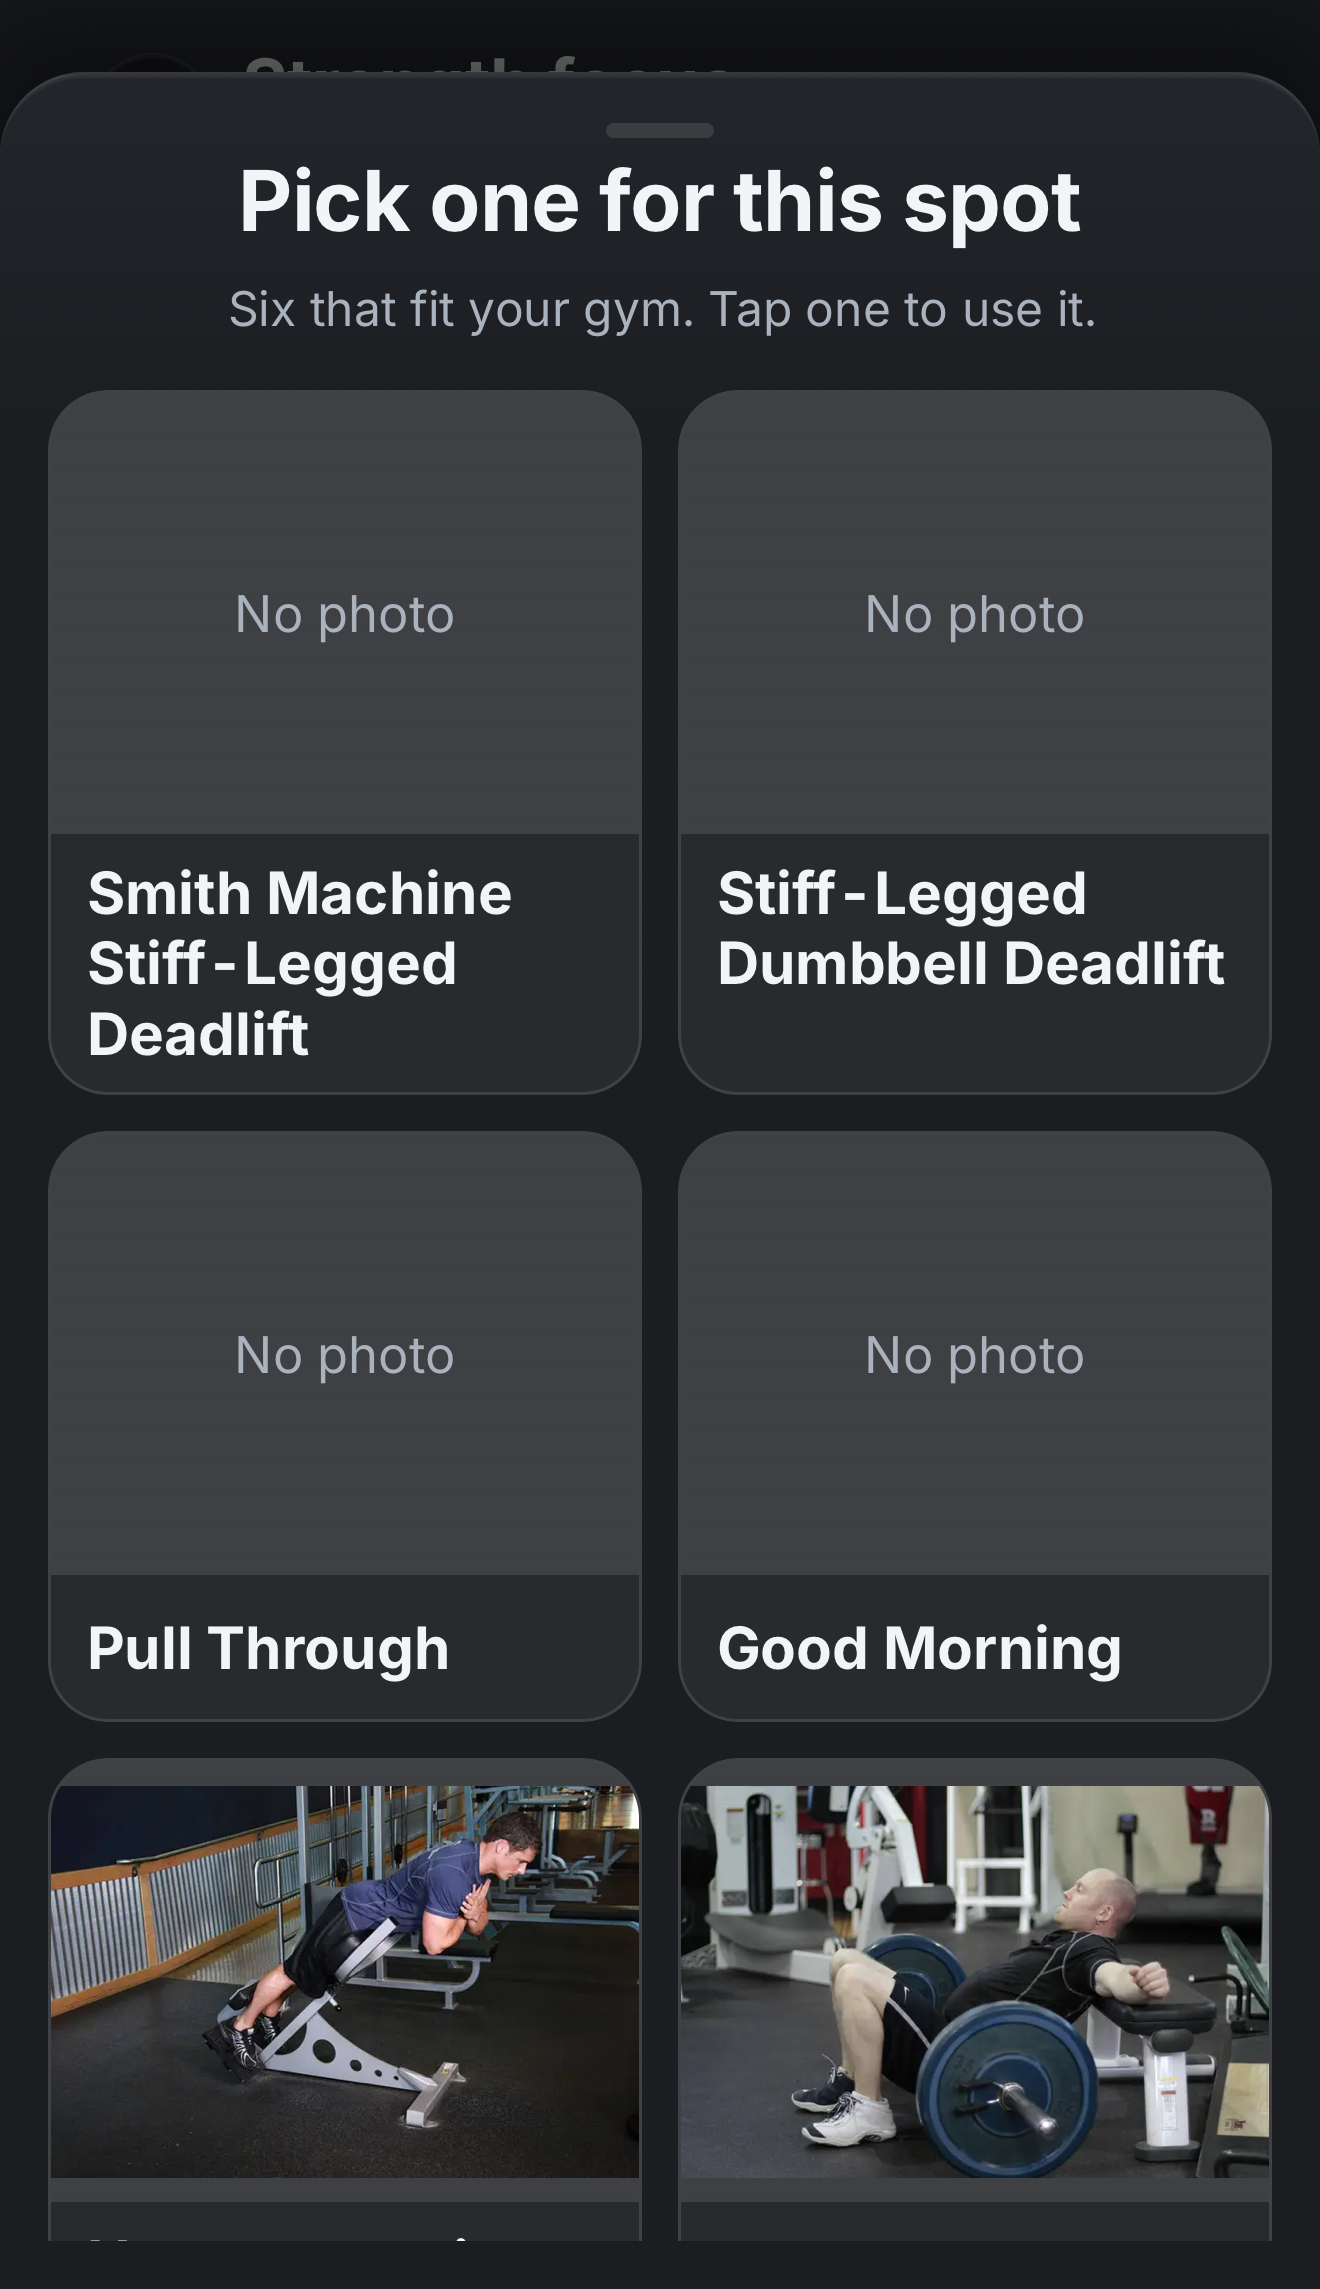 Pick one for this spot
Six that fit your gym. Tap one to use it.
No photo
No photo
Smith Machine
Stiff-Legged
Deadlift
Stiff-Legged
Dumbbell Deadlift
No photo
No photo
Pull Through
Good Morning